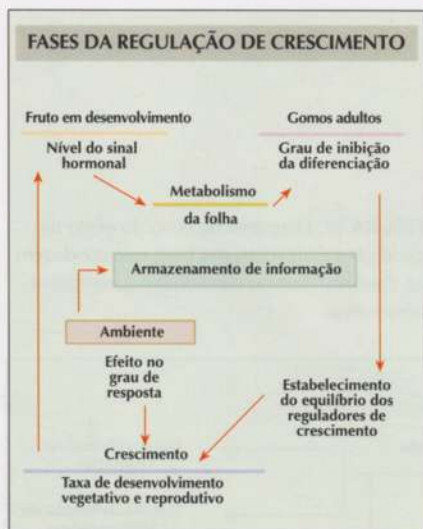 FASES DA REGULAÇÃO DE CRESCIMENTO
Fruto em desenvolvimento
Nível do sinal
hormonal
Gomos adultos
Grau de inibição
da diferenciação
Metabolismo
da folha
Armazenamento de informação
Ambiente
Efeito no
grau de
resposta
Estabelecimento
do equilíbrio dos
reguladores de
crescimento
Crescimento
Taxa de desenvolvimento
vegetativo e reprodutivo